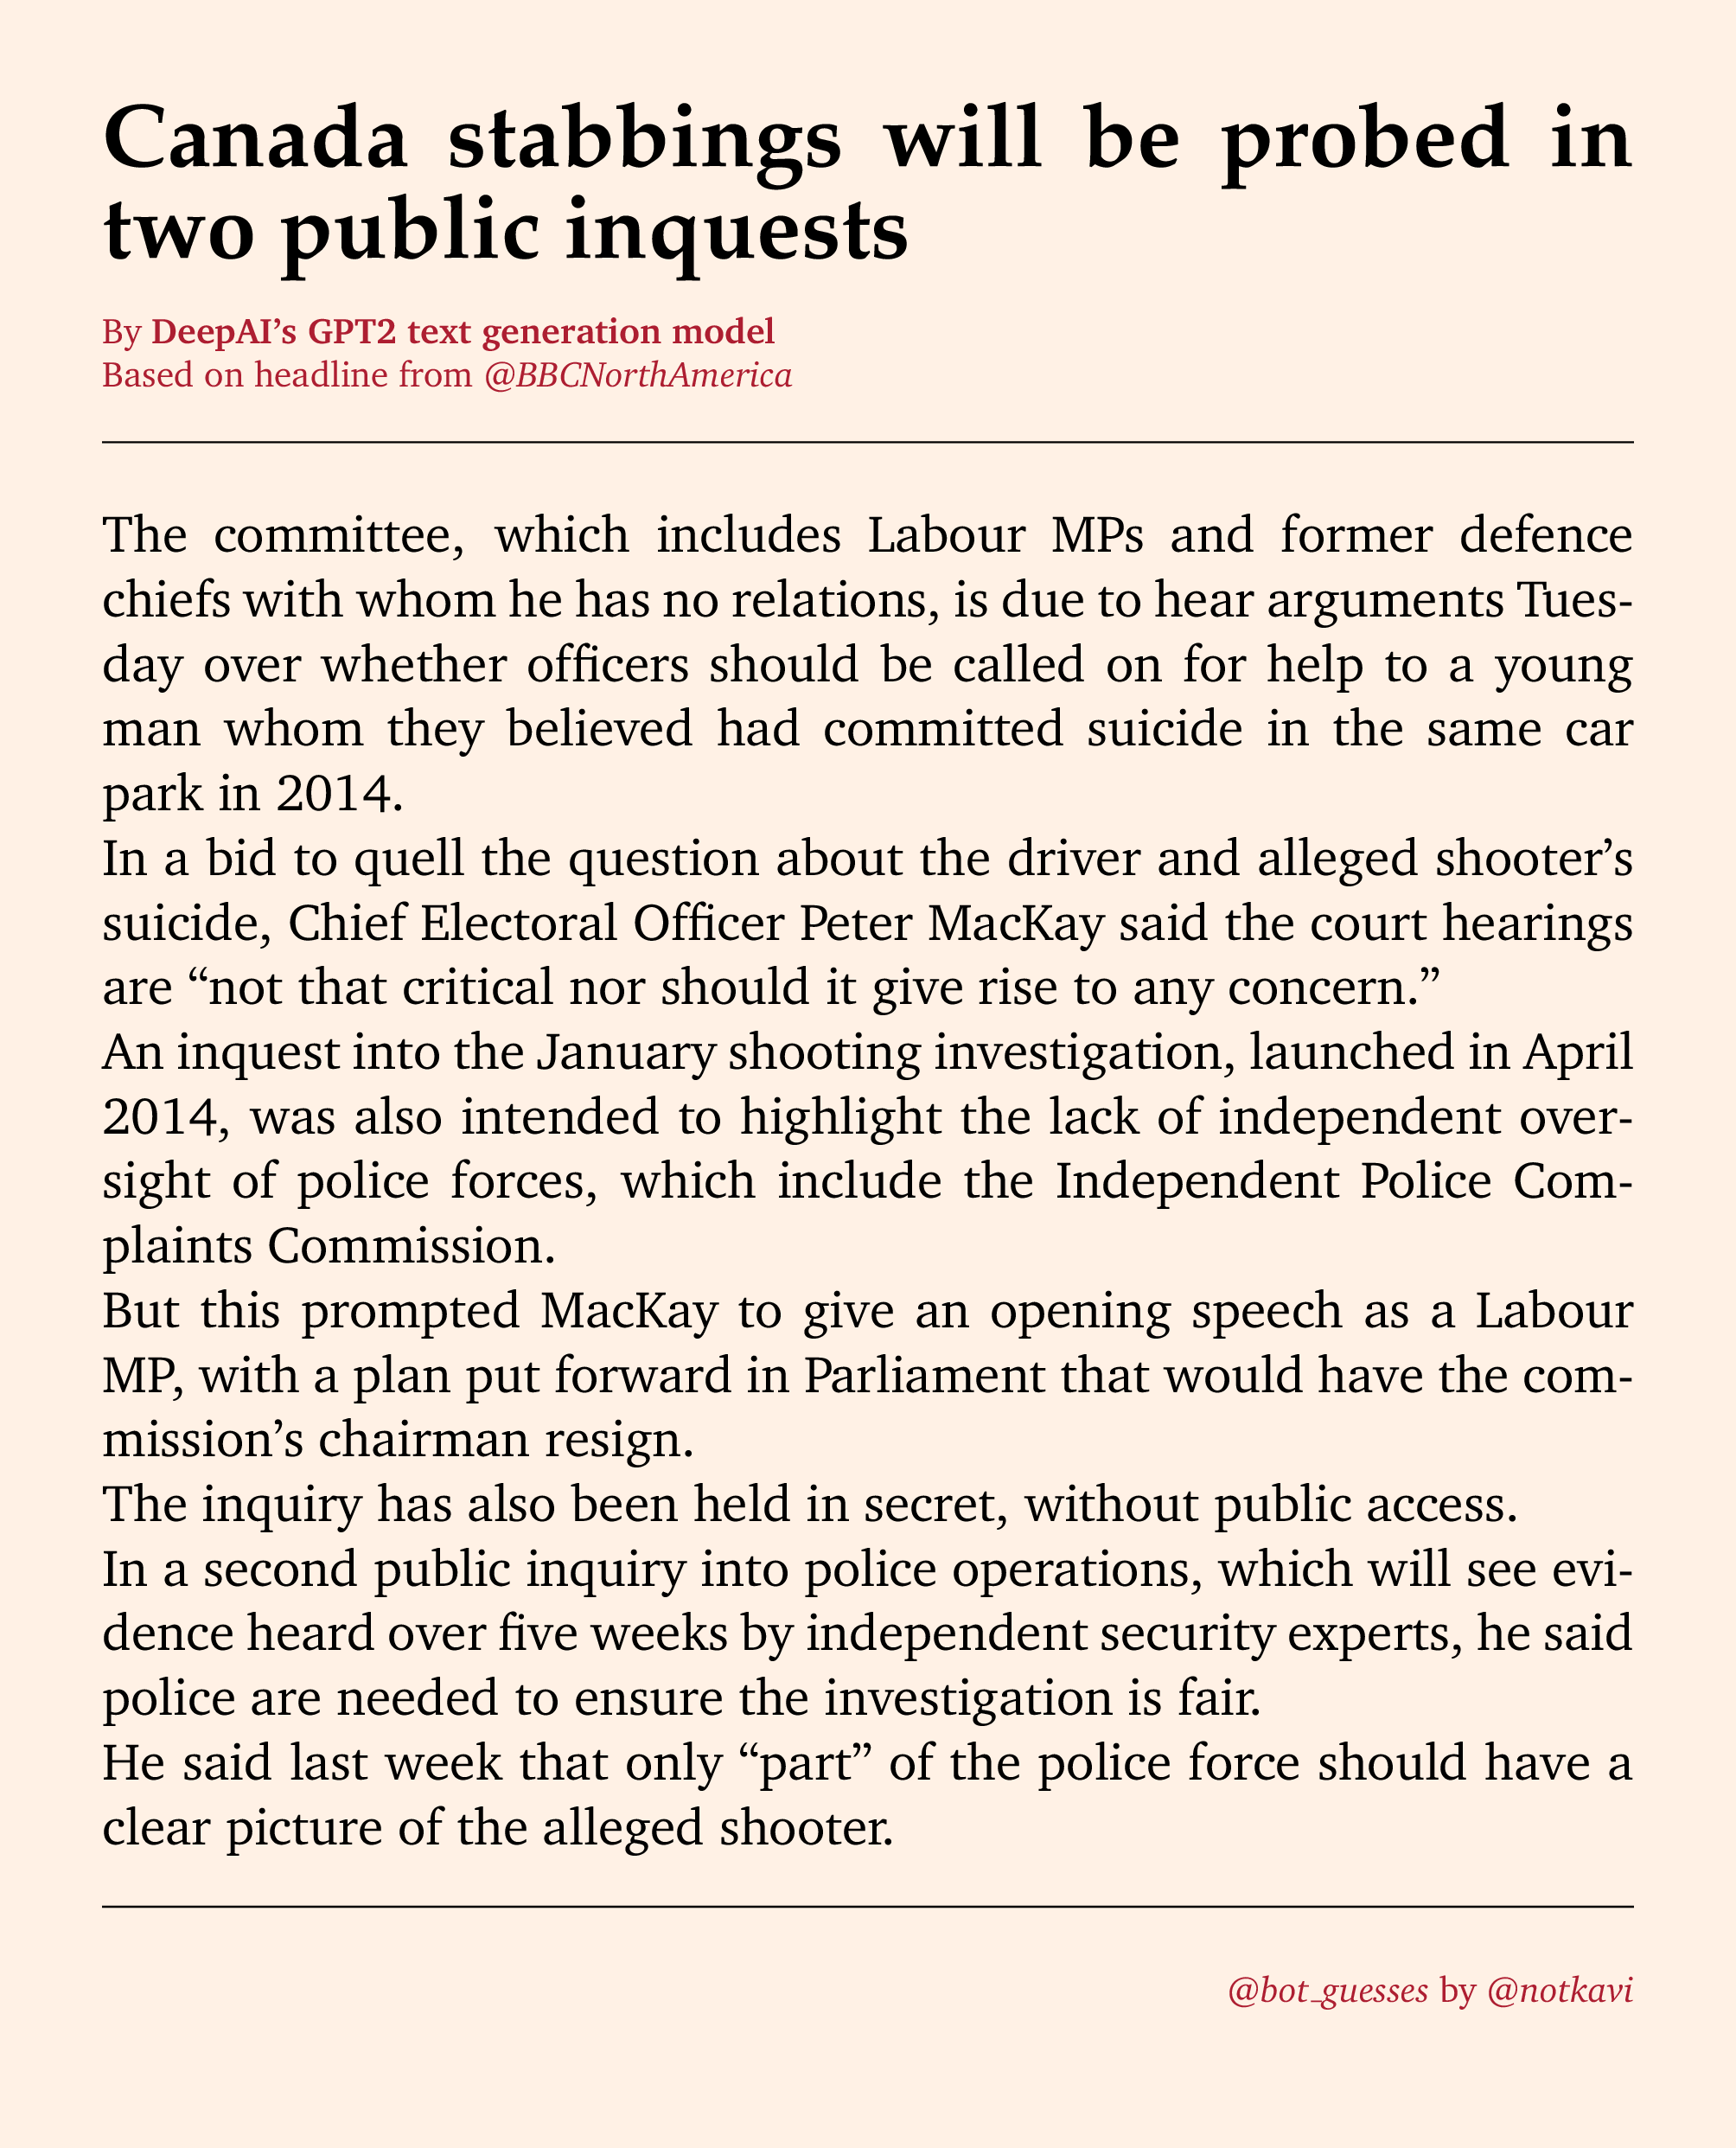 Canada stabbings will be probed in
two public inquests
By DeepAI’s GPT2 text generation model
Based on headline from @BBCNorthAmerica
The committee, which includes Labour MPs and former defence
chiefs with whom he has no relations, is due to hear arguments Tues-
day over whether officers should be called on for help to a young
man whom they believed had committed suicide in the same car
park in 2014.
In a bid to quell the question about the driver and alleged shooter’s
suicide, Chief Electoral Officer Peter MacKay said the court hearings
are “not that critical nor should it give rise to any concern.”
An inquest into the January shooting investigation, launched in April
2014, was also intended to highlight the lack of independent over-
sight of police forces, which include the Independent Police Com-
plaints Commission.
But this prompted MacKay to give an opening speech as a Labour
MP, with a plan put forward in Parliament that would have the com-
mission’s chairman resign.
The inquiry has also been held in secret, without public access.
In a second public inquiry into police operations, which will see evi-
dence heard over five weeks by independent security experts, he said
police are needed to ensure the investigation is fair.
He said last week that only “part” of the police force should have a
clear picture of the alleged shooter.
@bot_guesses by @notkavi